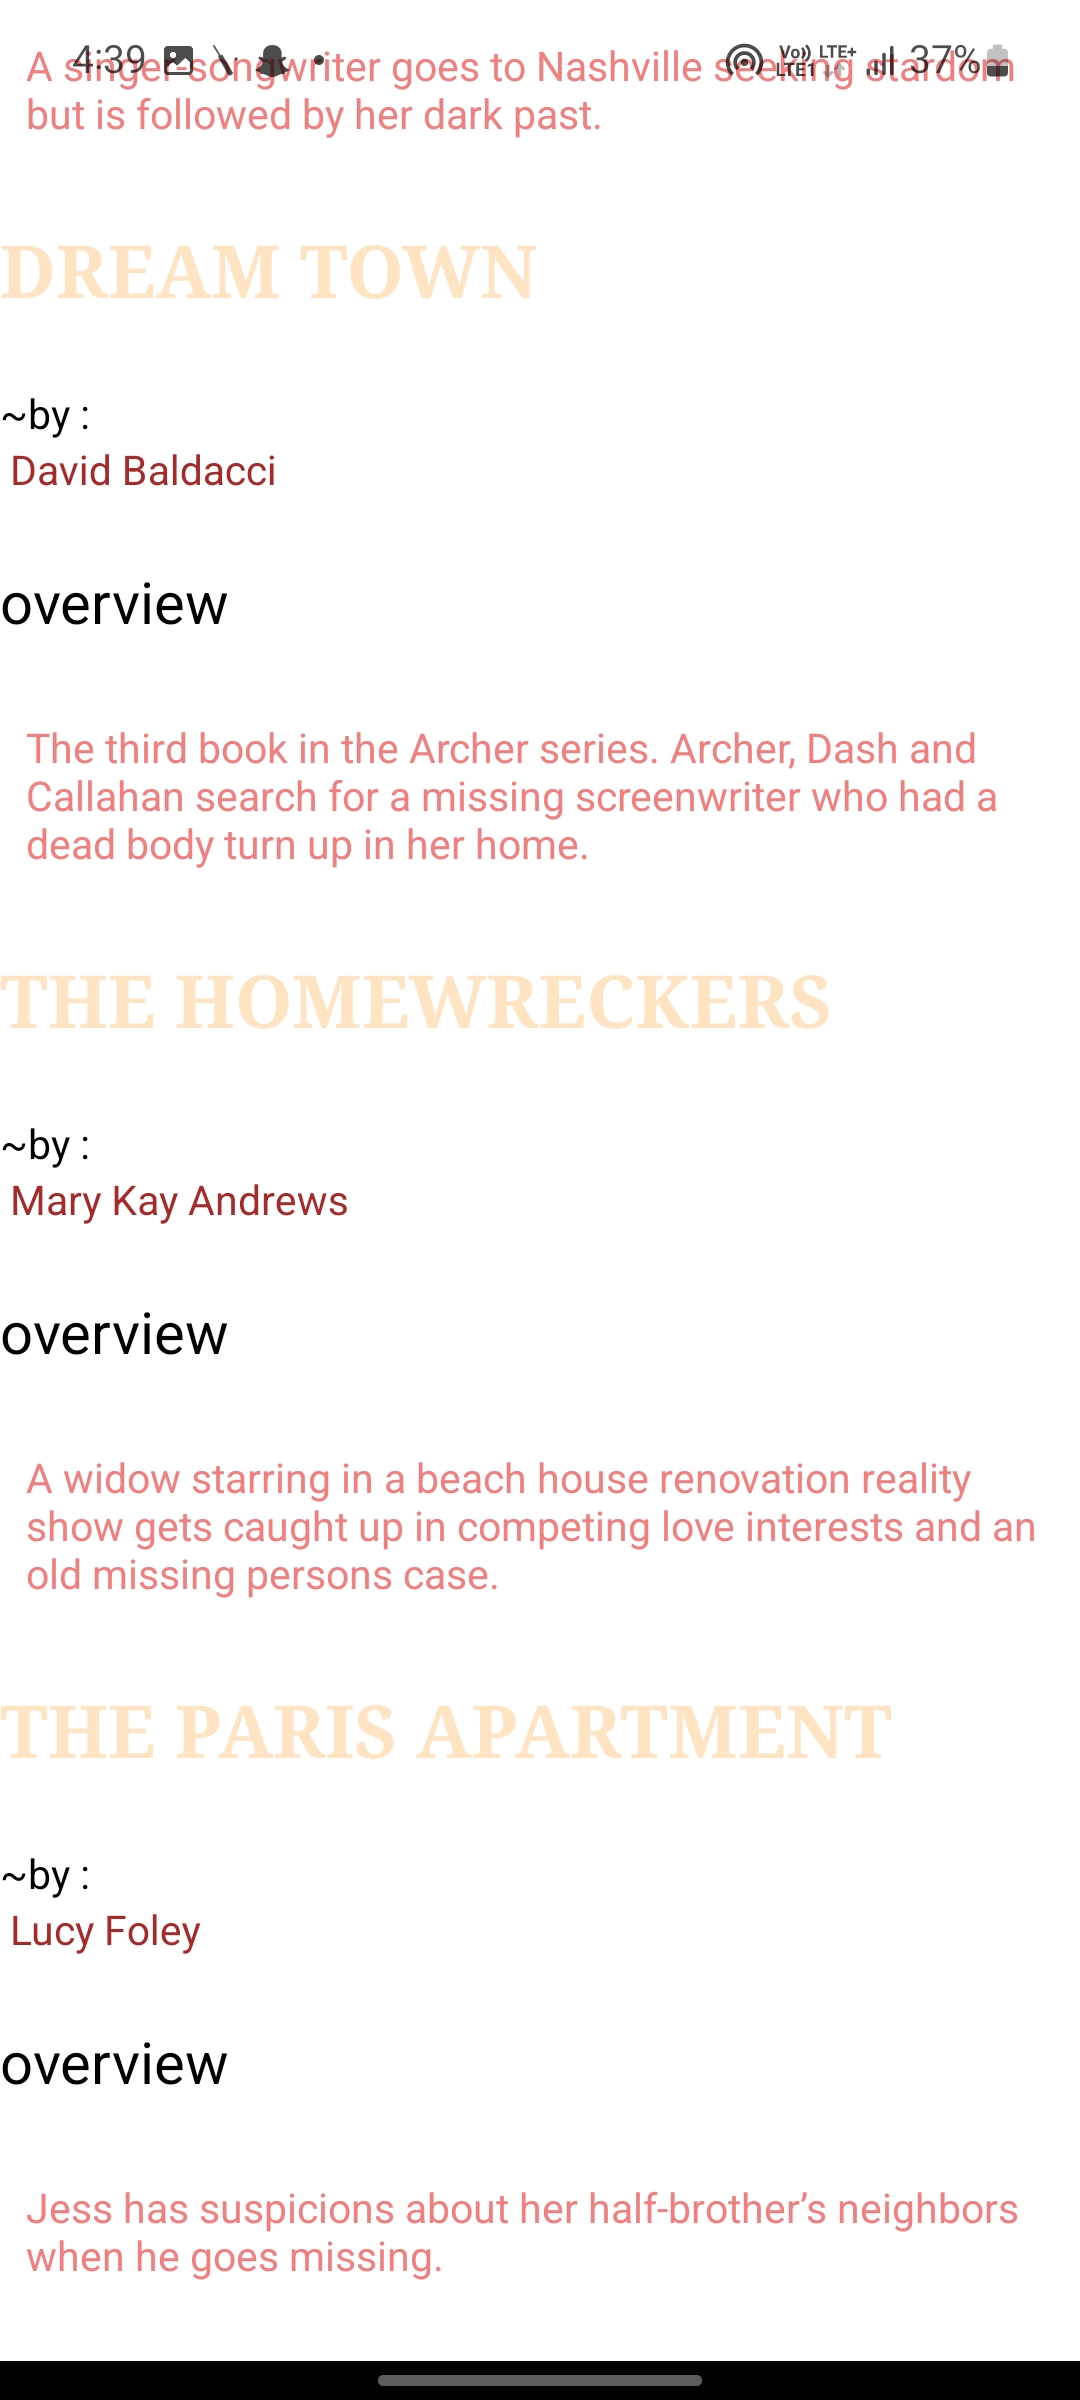 4:39 Vo)) LTE+ LTE1 37%
A singer-songwriter goes to Nashville seeking stardom
but is followed by her dark past.
DREAM TOWN
~by :
David Baldacci
overview
The third book in the Archer series. Archer, Dash and
Callahan search for a missing screenwriter who had a
dead body turn up in her home.
THE HOMEWRECKERS
~by :
Mary Kay Andrews
overview
A widow starring in a beach house renovation reality
show gets caught up in competing love interests and an
old missing persons case.
THE PARIS APARTMENT
~by :
Lucy Foley
overview
Jess has suspicions about her half-brother’s neighbors
when he goes missing.